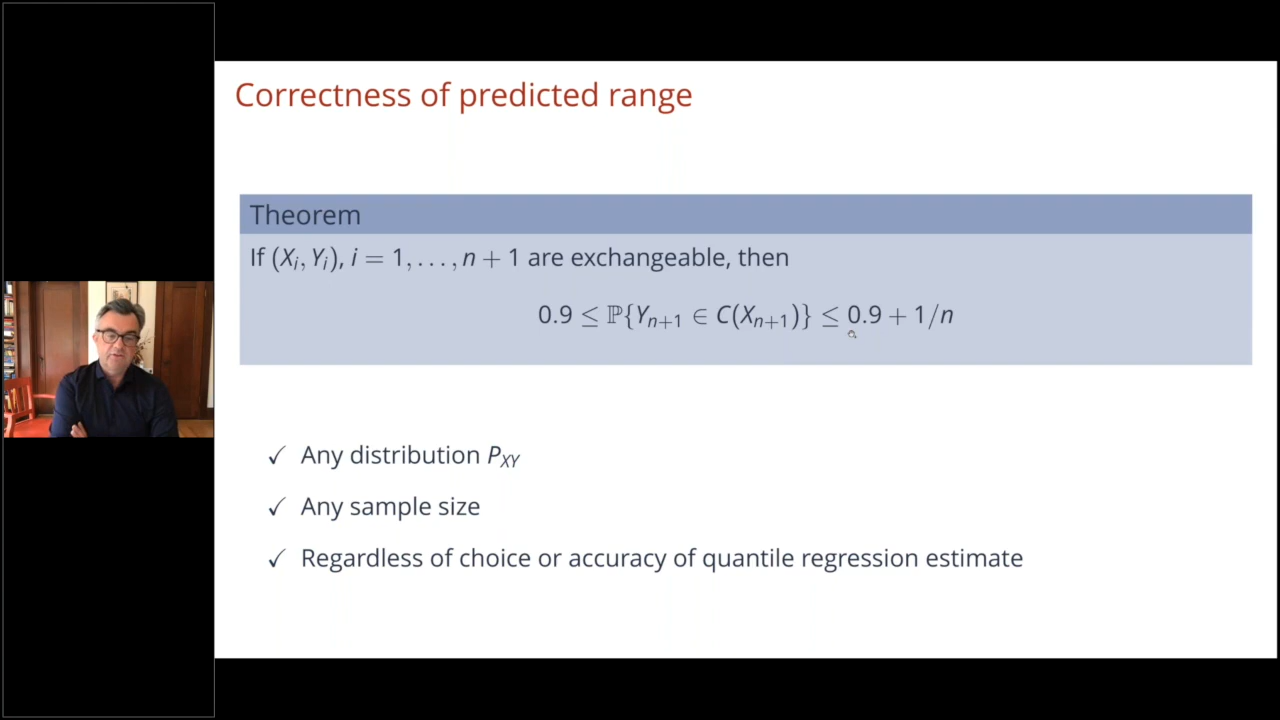 Correctness of predicted range
Theorem
If (Xᵢ, Yᵢ), i = 1, . . . , n + 1 are exchangeable, then
0.9 ≤ ℙ{Yₙ₊₁ ∈ C(Xₙ₊₁)} ≤ 0.9 + 1/n
✓ Any distribution P_XY
✓ Any sample size
✓ Regardless of choice or accuracy of quantile regression estimate